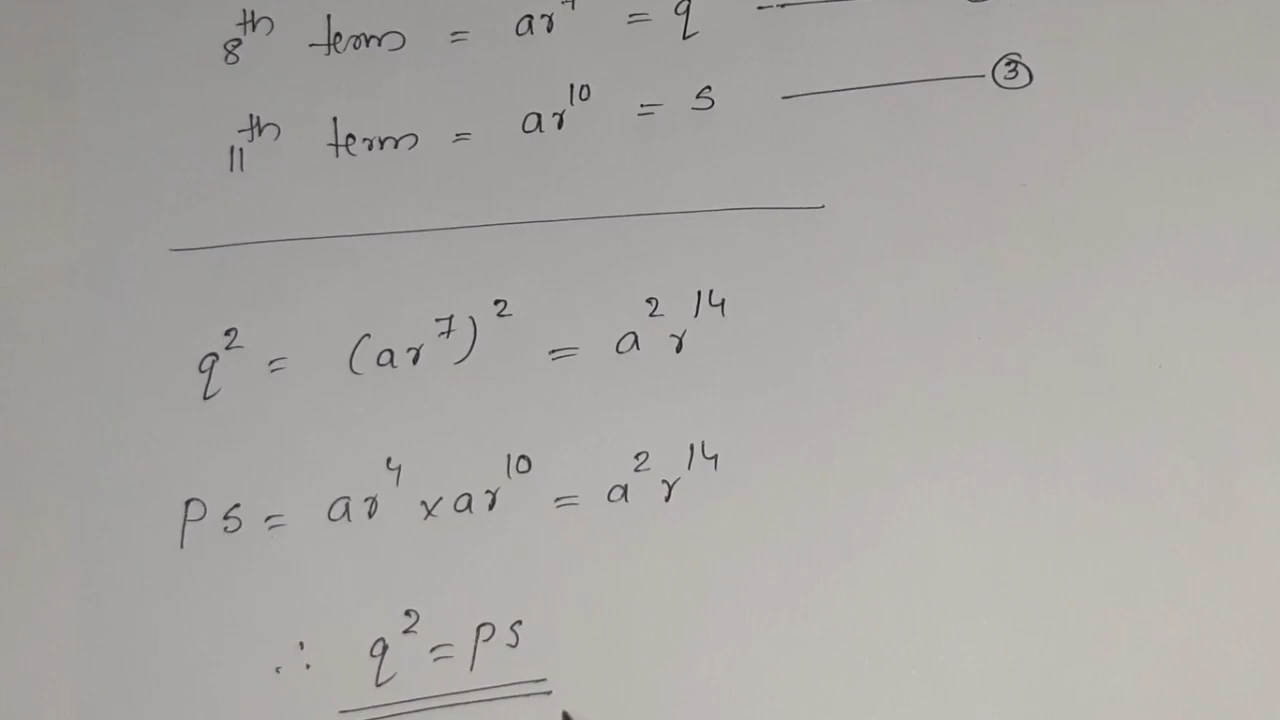 8th term = ar⁷ = q
11th term = ar¹⁰ = s ③
q² = (ar⁷)² = a²r¹⁴
ps = ar⁴ × ar¹⁰ = a²r¹⁴
∴ q² = ps